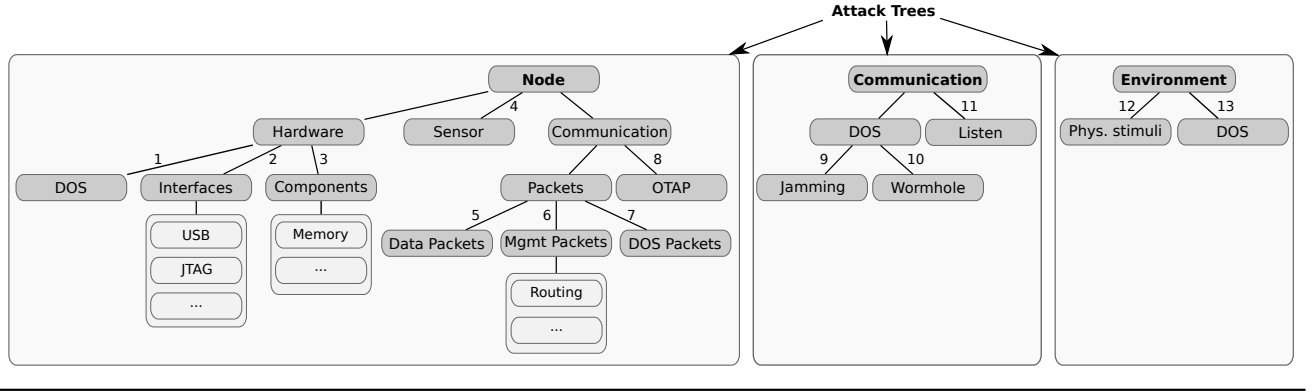 Attack Trees
Node
Communication
Environment
4
11
12
13
Hardware
Sensor
Communication
DOS
Listen
Phys. stimuli
DOS
1
2
3
8
9
10
DOS
Interfaces
Components
Packets
OTAP
Jamming
Wormhole
5
6
7
USB
Memory
Data Packets
Mgmt Packets
DOS Packets
JTAG
...
Routing
...
...